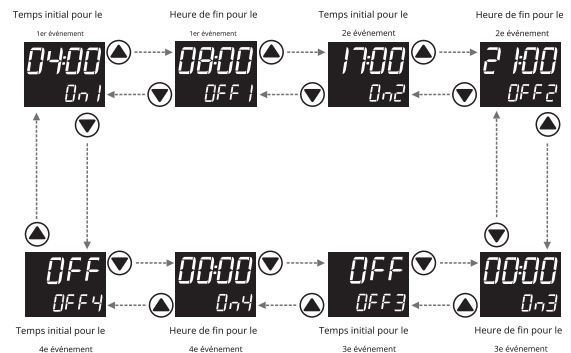 Temps initial pour le
1er événement
Heure de fin pour le
1er événement
Temps initial pour le
2e événement
Heure de fin pour le
2e événement
04:00
On1
08:00
OFF1
17:00
On2
21:00
OFF2
OFF
OFF4
00:00
On4
OFF
OFF3
00:00
On3
Temps initial pour le
4e événement
Heure de fin pour le
4e événement
Temps initial pour le
3e événement
Heure de fin pour le
3e événement